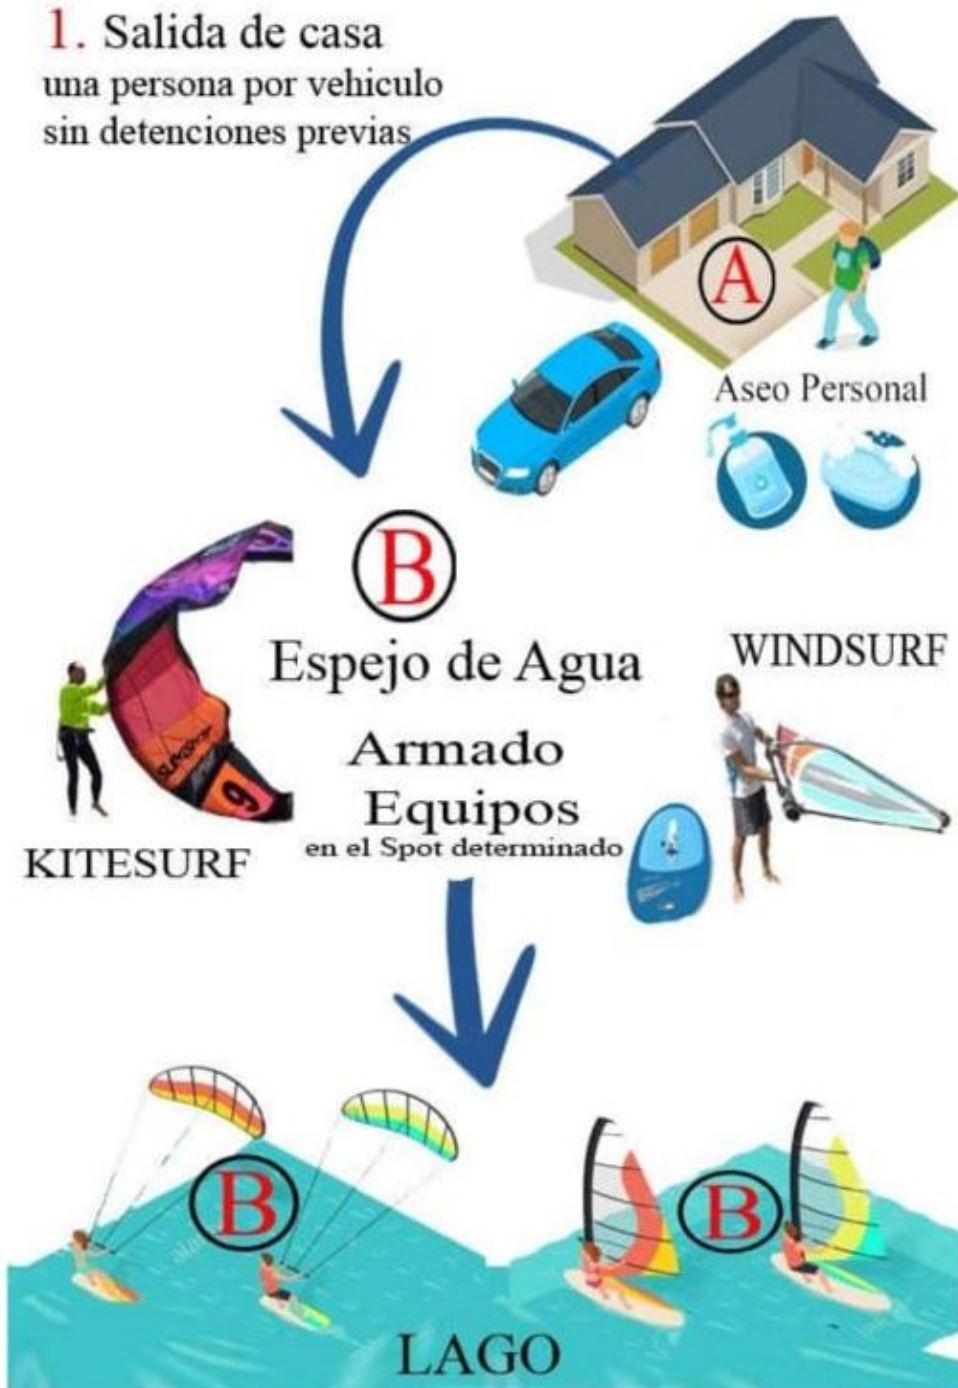 1. Salida de casa
una persona por vehiculo
sin detenciones previas
A
Aseo Personal
B
Espejo de Agua
WINDSURF
Armado
Equipos
en el Spot determinado
KITESURF
9
B
B
LAGO